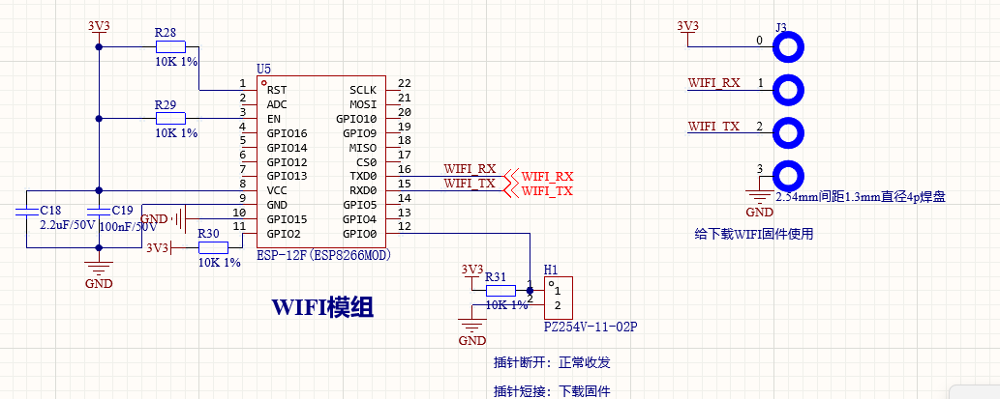 3V3
R28
10K 1%
R29
10K 1%
U5
1 RST
2 ADC
3 EN
4 GPIO16
5 GPIO14
6 GPIO12
7 GPIO13
8 VCC
9 GND
10 GPIO15
11 GPIO2
SCLK 22
MOSI 21
GPIO10 20
GPIO9 19
MISO 18
CS0 17
TXD0 16
RXD0 15
GPIO5 14
GPIO4 13
GPIO0 12
ESP-12F(ESP8266MOD)
WIFI_RX
WIFI_TX
WIFI_RX
WIFI_TX
C18
2.2uF/50V
C19
100nF/50V
GND
GND
3V3
R30
10K 1%
WIFI模组
3V3
R31
10K 1%
GND
H1
1
2
1
2
PZ254V-11-02P
插针断开：正常收发
插针短接：下载固件
3V3
J3
0
WIFI_RX
1
WIFI_TX
2
3
GND
2.54mm间距1.3mm直径4p焊盘
给下载WIFI固件使用